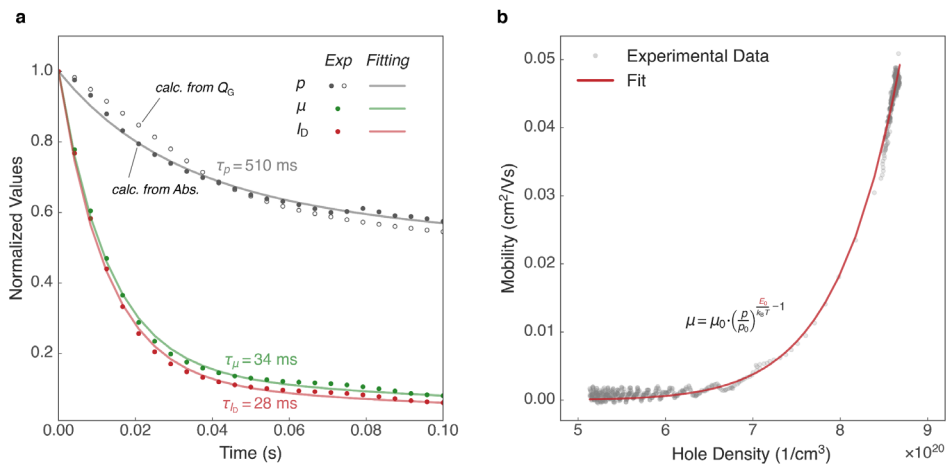 a
Normalized Values
1.0
0.8
0.6
0.4
0.2
0.00
0.02
0.04
0.06
0.08
0.10
Time (s)
Exp Fitting
p
μ
I_D
calc. from Q_G
calc. from Abs.
τ_p = 510 ms
τ_μ = 34 ms
τ_{I_D} = 28 ms
b
Mobility (cm²/Vs)
0.05
0.04
0.03
0.02
0.01
0.00
Experimental Data
Fit
μ = μ₀·(p/p₀)^{E₀/k_BT − 1}
5
6
7
8
9
Hole Density (1/cm³)
×10²⁰